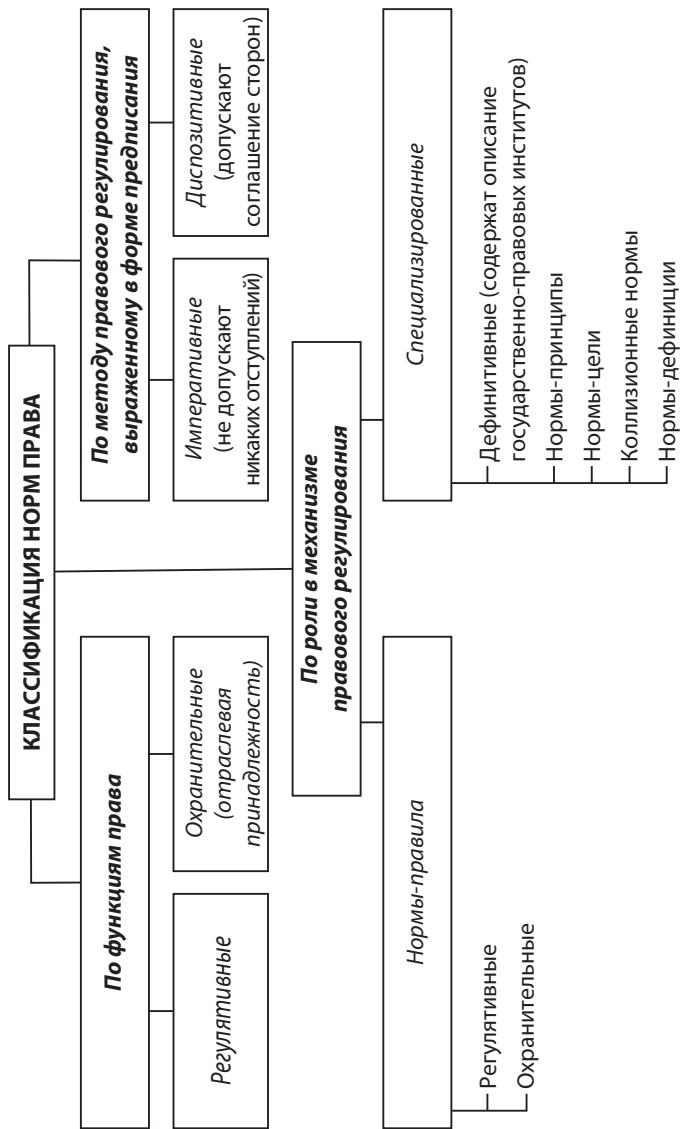 КЛАССИФИКАЦИЯ НОРМ ПРАВА
По функциям права
Регулятивные
Охранительные
(отраслевая
принадлежность)
По методу правового регулирования,
выраженному в форме предписания
Императивные
(не допускают
никаких отступлений)
Диспозитивные
(допускают
соглашение сторон)
По роли в механизме
правового регулирования
Нормы-правила
Регулятивные
Охранительные
Специализированные
Дефинитивные (содержат описание
государственно-правовых институтов)
Нормы-принципы
Нормы-цели
Коллизионные нормы
Нормы-дефиниции